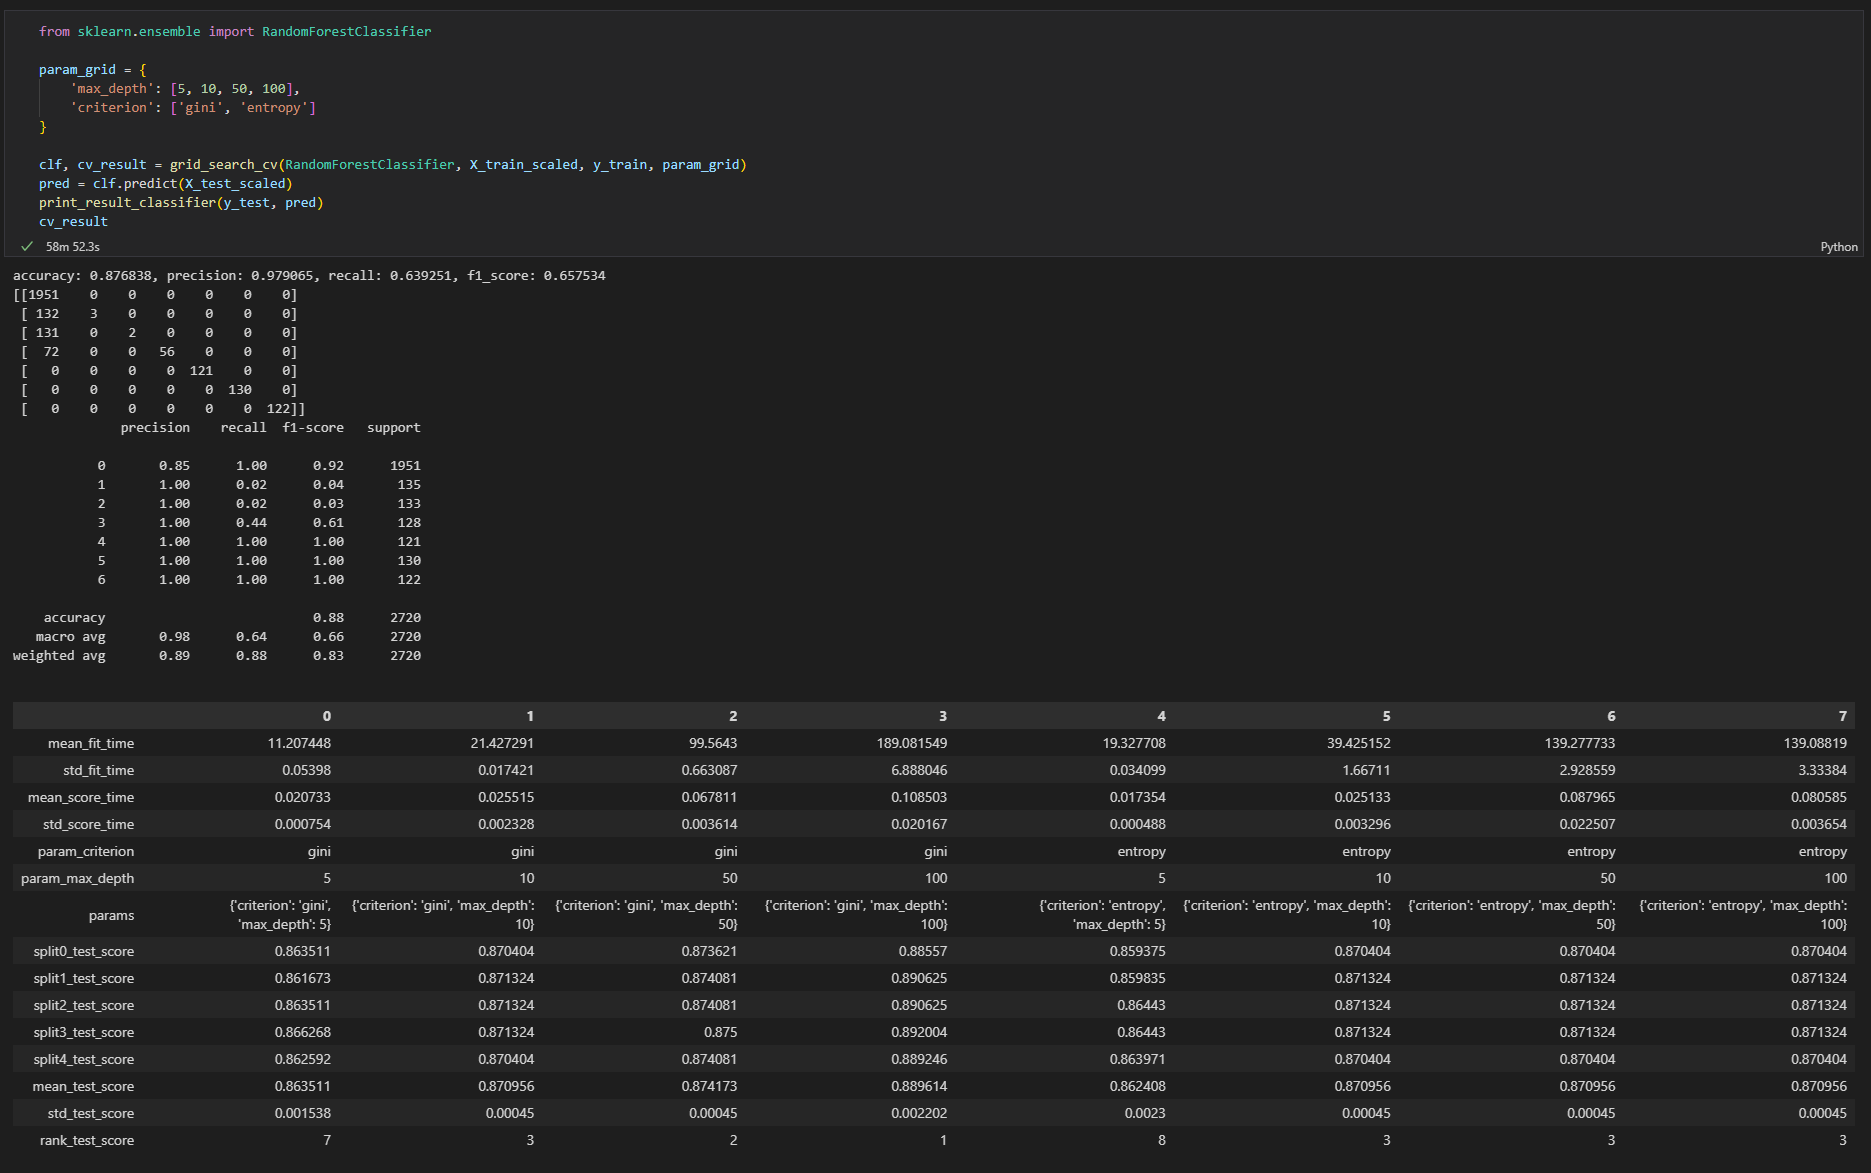 from sklearn.ensemble import RandomForestClassifier
param_grid = {
'max_depth': [5, 10, 50, 100],
'criterion': ['gini', 'entropy']
}
clf, cv_result = grid_search_cv(RandomForestClassifier, X_train_scaled, y_train, param_grid)
pred = clf.predict(X_test_scaled)
print_result_classifier(y_test, pred)
cv_result
58m 52.3s Python
accuracy: 0.876838, precision: 0.979065, recall: 0.639251, f1_score: 0.657534
[[1951 0 0 0 0 0 0]
[ 132 3 0 0 0 0 0]
[ 131 0 2 0 0 0 0]
[ 72 0 0 56 0 0 0]
[ 0 0 0 0 121 0 0]
[ 0 0 0 0 0 130 0]
[ 0 0 0 0 0 0 122]]
precision recall f1-score support
0 0.85 1.00 0.92 1951
1 1.00 0.02 0.04 135
2 1.00 0.02 0.03 133
3 1.00 0.44 0.61 128
4 1.00 1.00 1.00 121
5 1.00 1.00 1.00 130
6 1.00 1.00 1.00 122
accuracy 0.88 2720
macro avg 0.98 0.64 0.66 2720
weighted avg 0.89 0.88 0.83 2720
0 1 2 3 4 5 6 7
mean_fit_time 11.207448 21.427291 99.5643 189.081549 19.327708 39.425152 139.277733 139.08819
std_fit_time 0.05398 0.017421 0.663087 6.888046 0.034099 1.66711 2.928559 3.33384
mean_score_time 0.020733 0.025515 0.067811 0.108503 0.017354 0.025133 0.087965 0.080585
std_score_time 0.000754 0.002328 0.003614 0.020167 0.000488 0.003296 0.022507 0.003654
param_criterion gini gini gini gini entropy entropy entropy entropy
param_max_depth 5 10 50 100 5 10 50 100
params {'criterion': 'gini', 'max_depth': 5} {'criterion': 'gini', 'max_depth': 10} {'criterion': 'gini', 'max_depth': 50} {'criterion': 'gini', 'max_depth': 100} {'criterion': 'entropy', 'max_depth': 5} {'criterion': 'entropy', 'max_depth': 10} {'criterion': 'entropy', 'max_depth': 50} {'criterion': 'entropy', 'max_depth': 100}
split0_test_score 0.863511 0.870404 0.873621 0.88557 0.859375 0.870404 0.870404 0.870404
split1_test_score 0.861673 0.871324 0.874081 0.890625 0.859835 0.871324 0.871324 0.871324
split2_test_score 0.863511 0.871324 0.874081 0.890625 0.86443 0.871324 0.871324 0.871324
split3_test_score 0.866268 0.871324 0.875 0.892004 0.86443 0.871324 0.871324 0.871324
split4_test_score 0.862592 0.870404 0.874081 0.889246 0.863971 0.870404 0.870404 0.870404
mean_test_score 0.863511 0.870956 0.874173 0.889614 0.862408 0.870956 0.870956 0.870956
std_test_score 0.001538 0.00045 0.00045 0.002202 0.0023 0.00045 0.00045 0.00045
rank_test_score 7 3 2 1 8 3 3 3